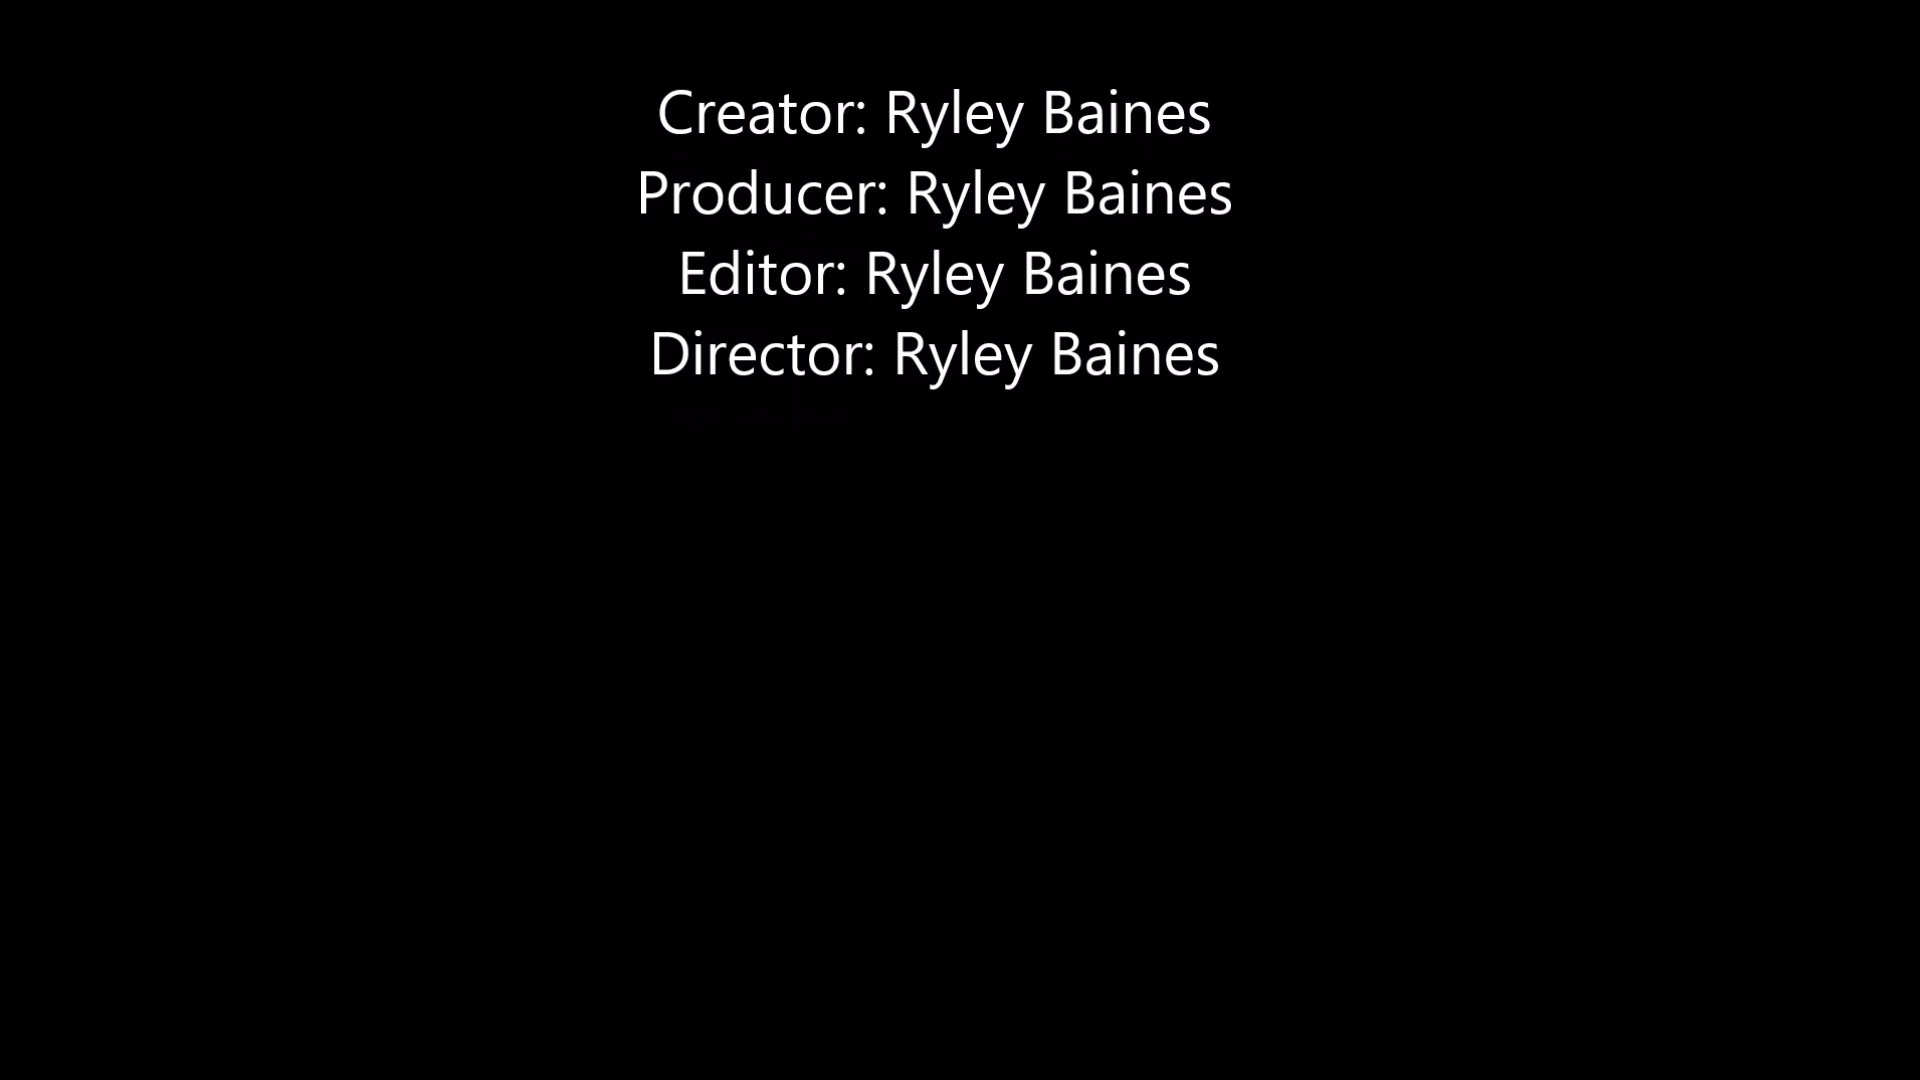 Creator: Ryley Baines
Producer: Ryley Baines
Editor: Ryley Baines
Director: Ryley Baines